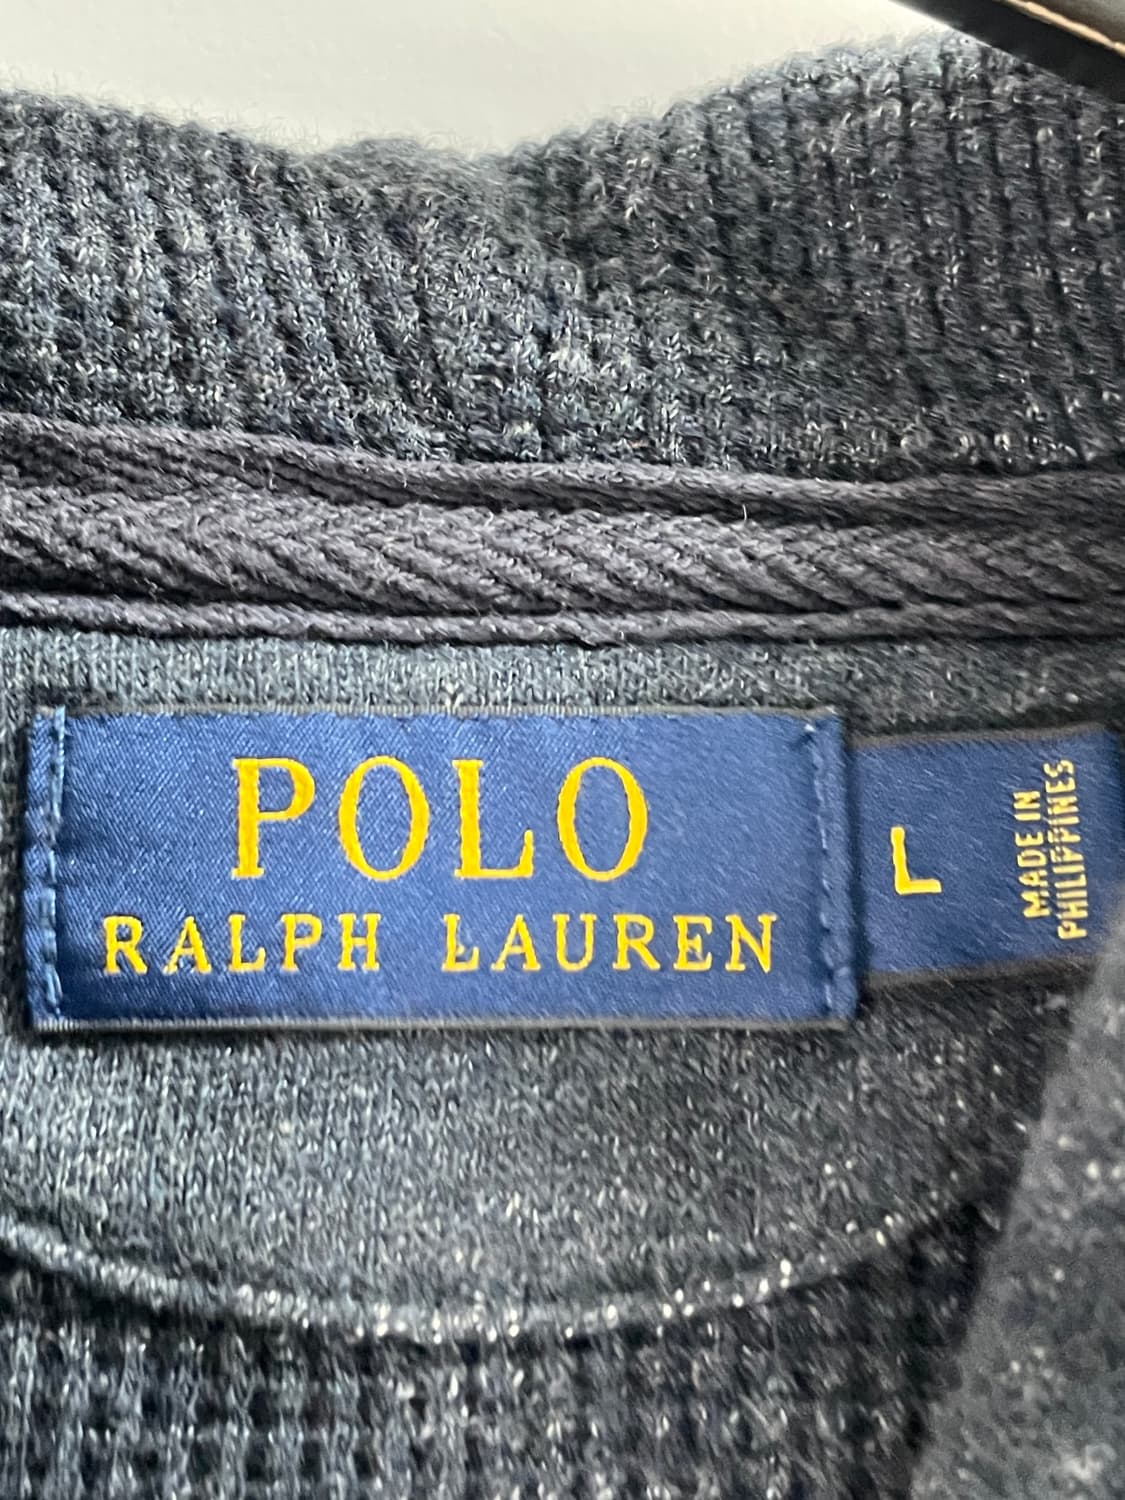 POLO
RALPH LAUREN
L
MADE IN
PHILIPPINES